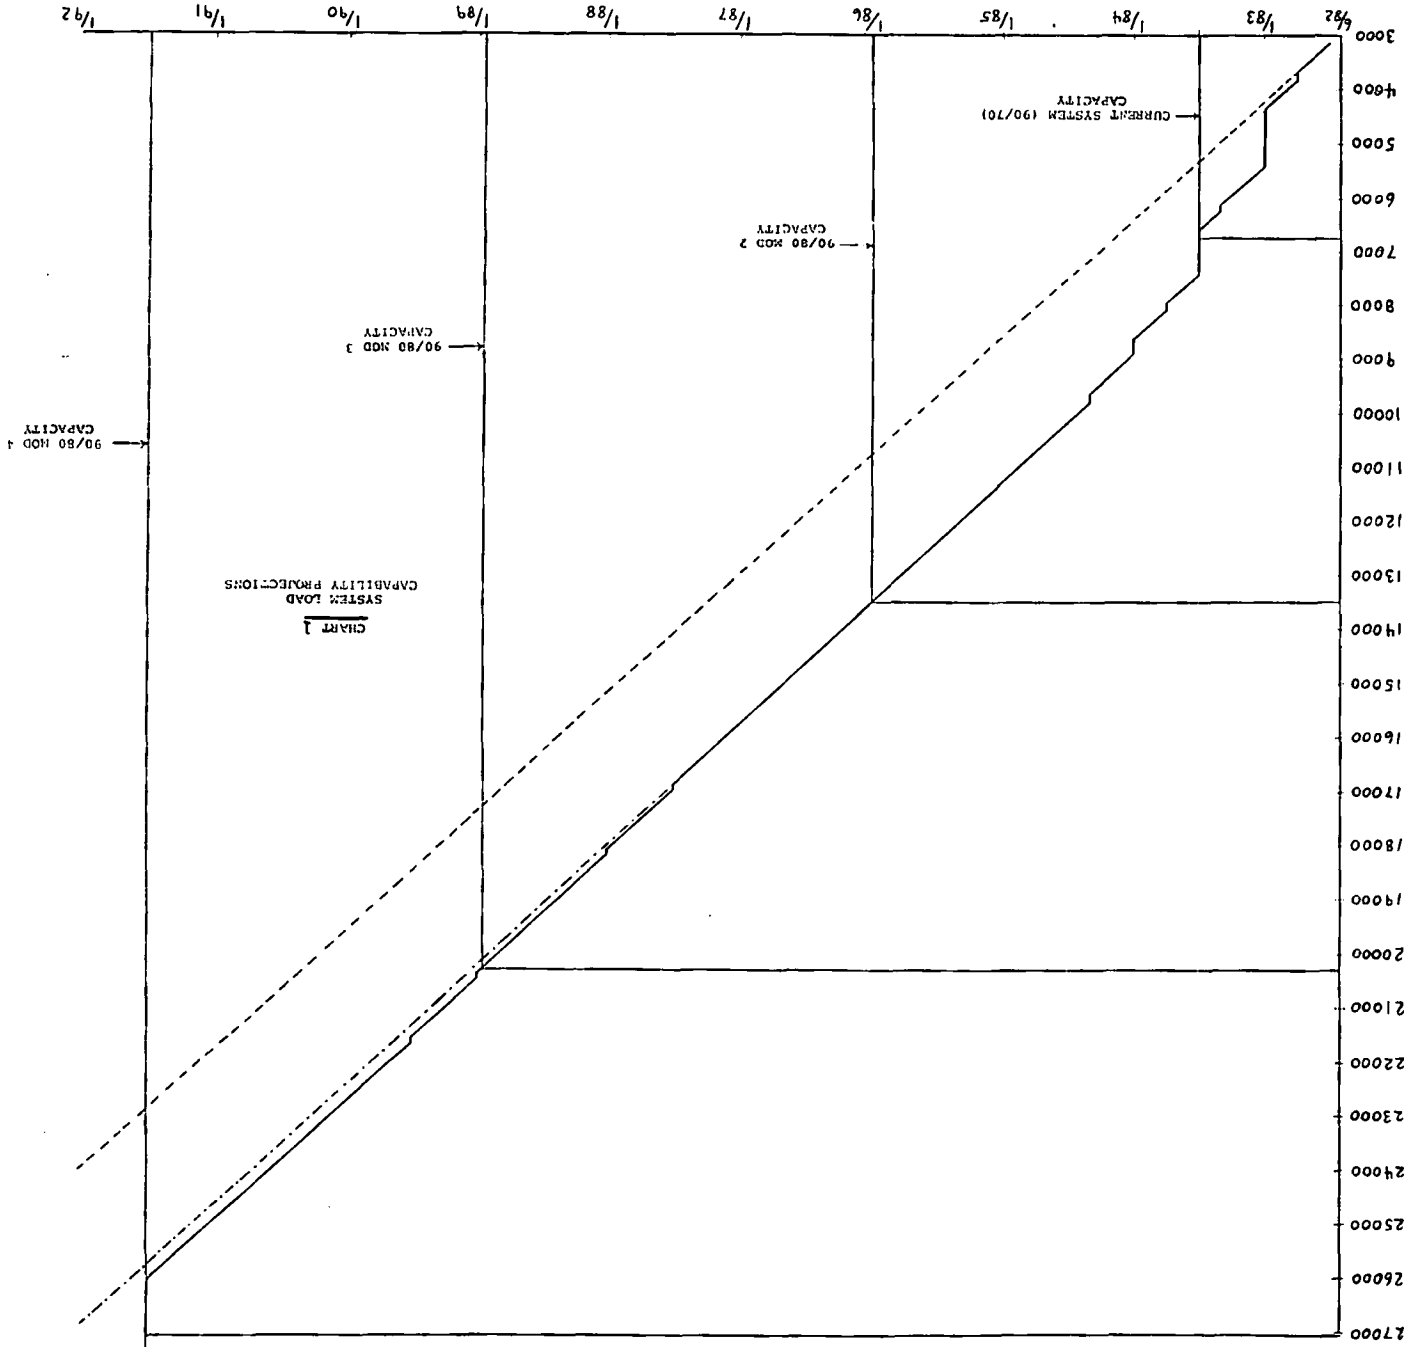 27000
26000
25000
24000
23000
22000
21000
20000
19000
18000
17000
16000
15000
14000
13000
12000
11000
10000
9000
8000
7000
6000
5000
4000
3000
CHART 1
SYSTEM LOAD
CAPABILITY PROJECTIONS
CURRENT SYSTEM (90/70)
CAPACITY
90/80 MOD 2
CAPACITY
90/80 MOD 3
CAPACITY
90/80 MOD 4
CAPACITY
6/82 1/83 1/84 1/85 1/86 1/87 1/88 1/89 1/90 1/91 1/92